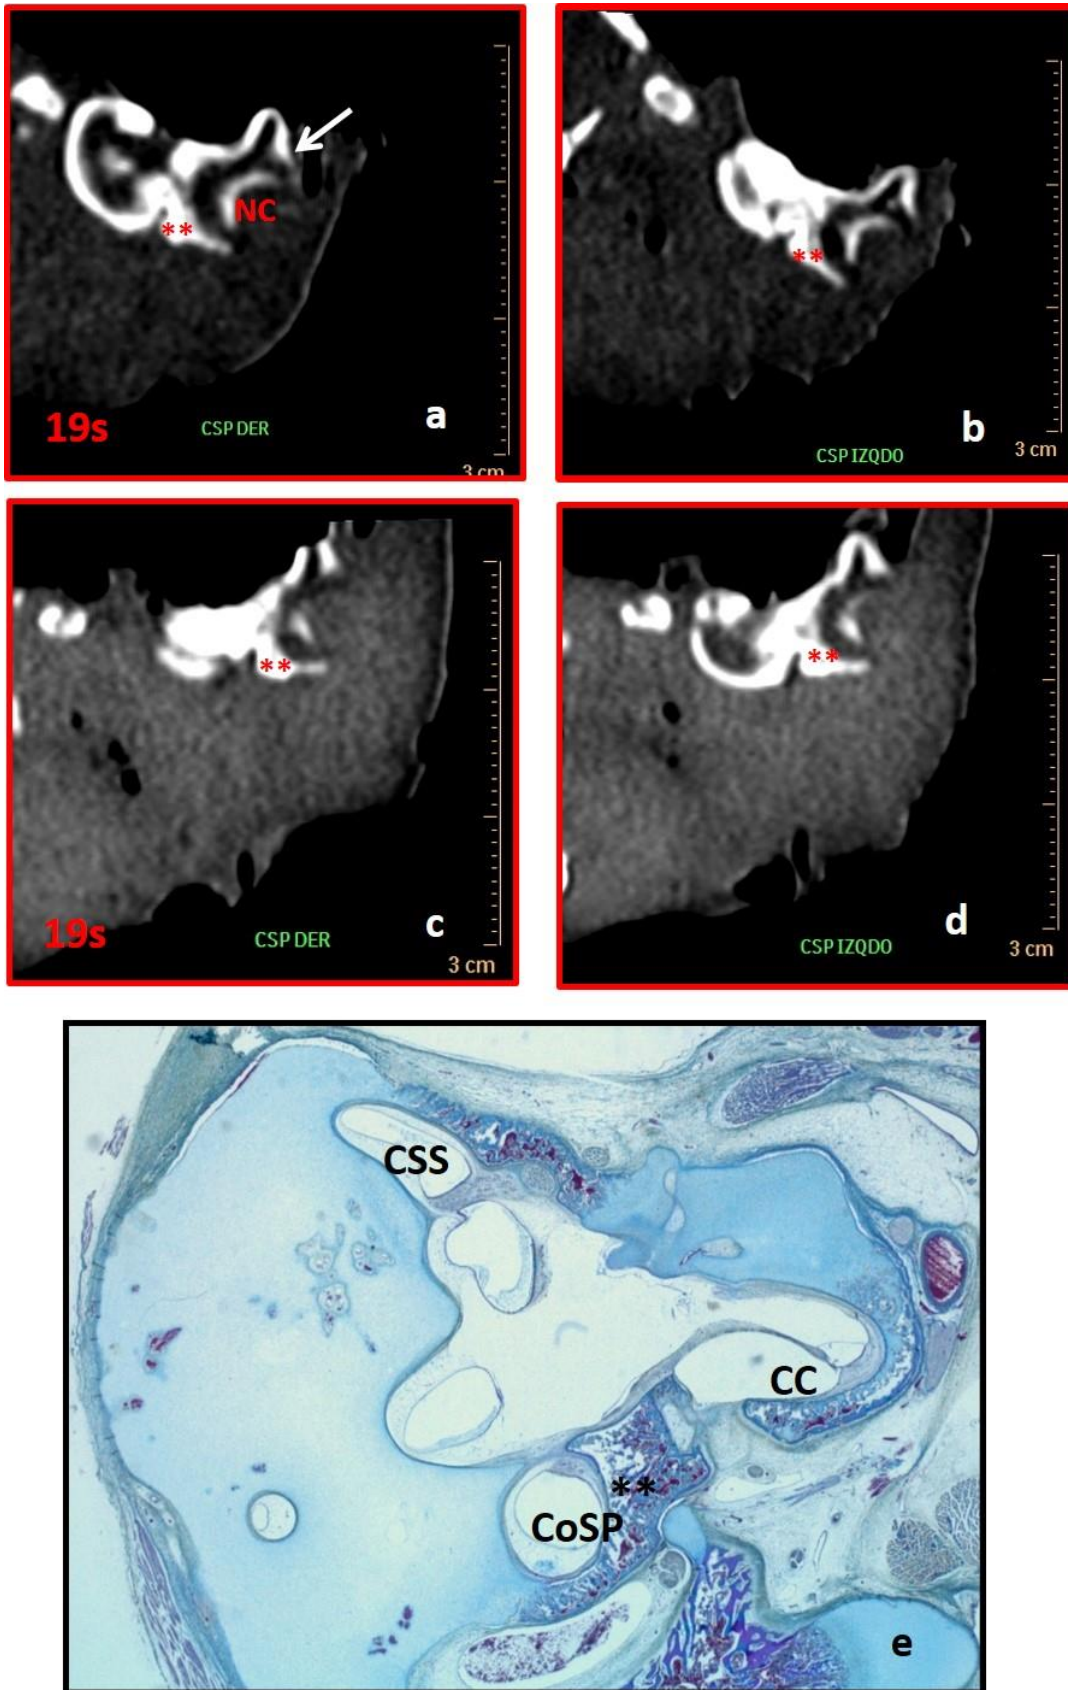 NC
**
19s
CSP DER
a
3 cm
**
b
CSP IZQDO
3 cm
**
19s
CSP DER
c
3 cm
**
d
CSP IZQDO
3 cm
CSS
CC
**
CoSP
e